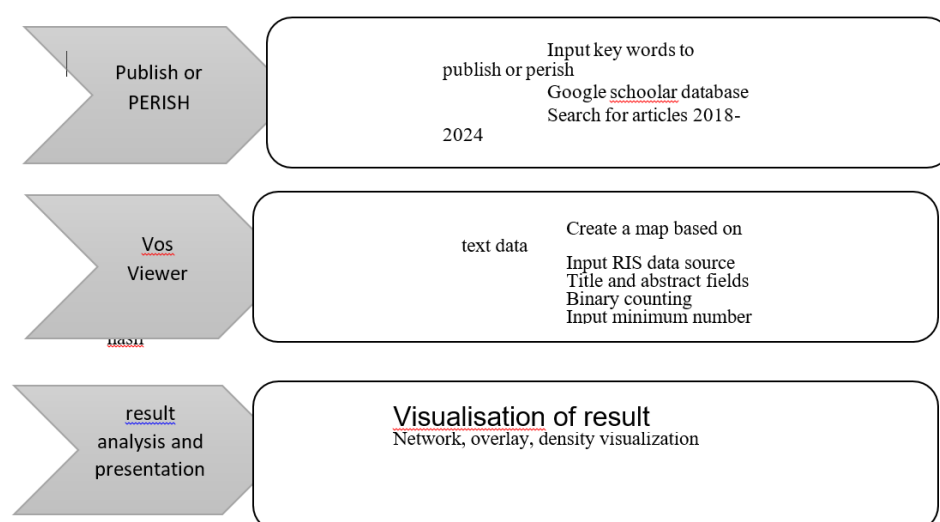 Publish or
PERISH
Input key words to
publish or perish
Google schoolar database
Search for articles 2018-
2024
Vos
Viewer
Create a map based on
text data
Input RIS data source
Title and abstract fields
Binary counting
Input minimum number
result
analysis and
presentation
Visualisation of result
Network, overlay, density visualization